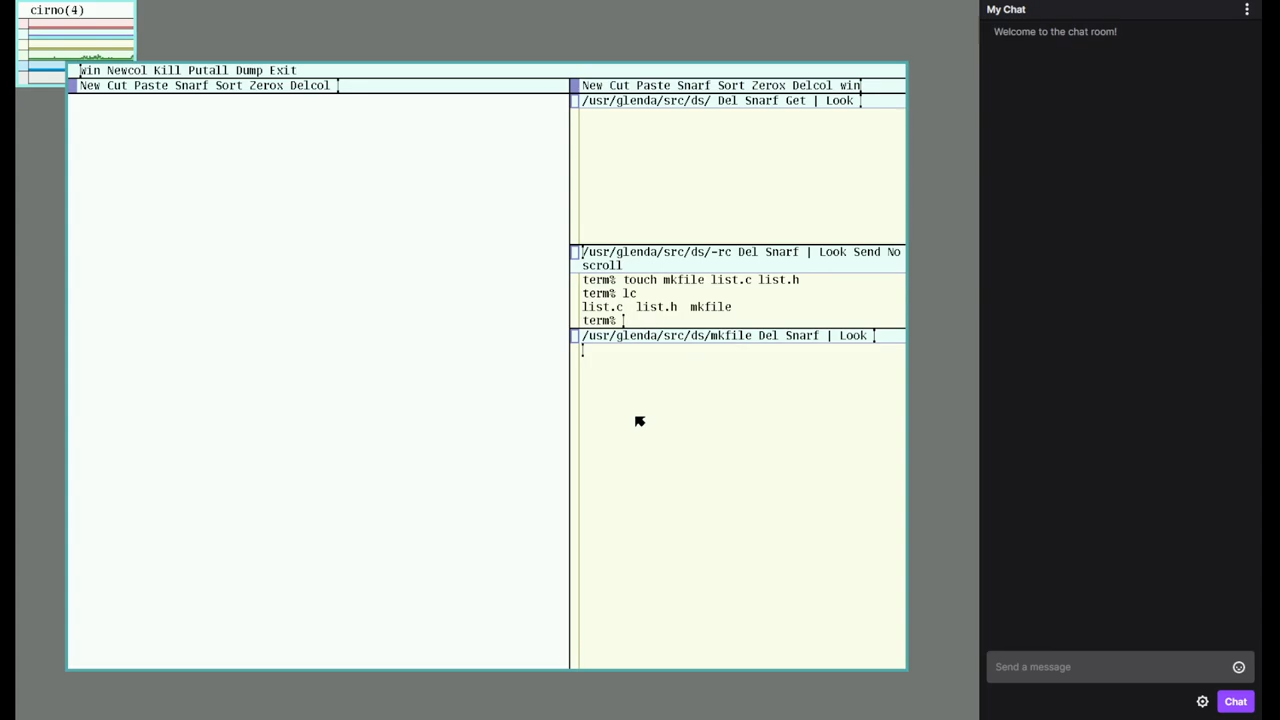 cirno(4)
win Newcol Kill Putall Dump Exit
New Cut Paste Snarf Sort Zerox Delcol
New Cut Paste Snarf Sort Zerox Delcol win
/usr/glenda/src/ds/ Del Snarf Get | Look
/usr/glenda/src/ds/-rc Del Snarf | Look Send No
scroll
term% touch mkfile list.c list.h
term% lc
list.c list.h mkfile
term%
/usr/glenda/src/ds/mkfile Del Snarf | Look
My Chat
Welcome to the chat room!
Send a message
Chat